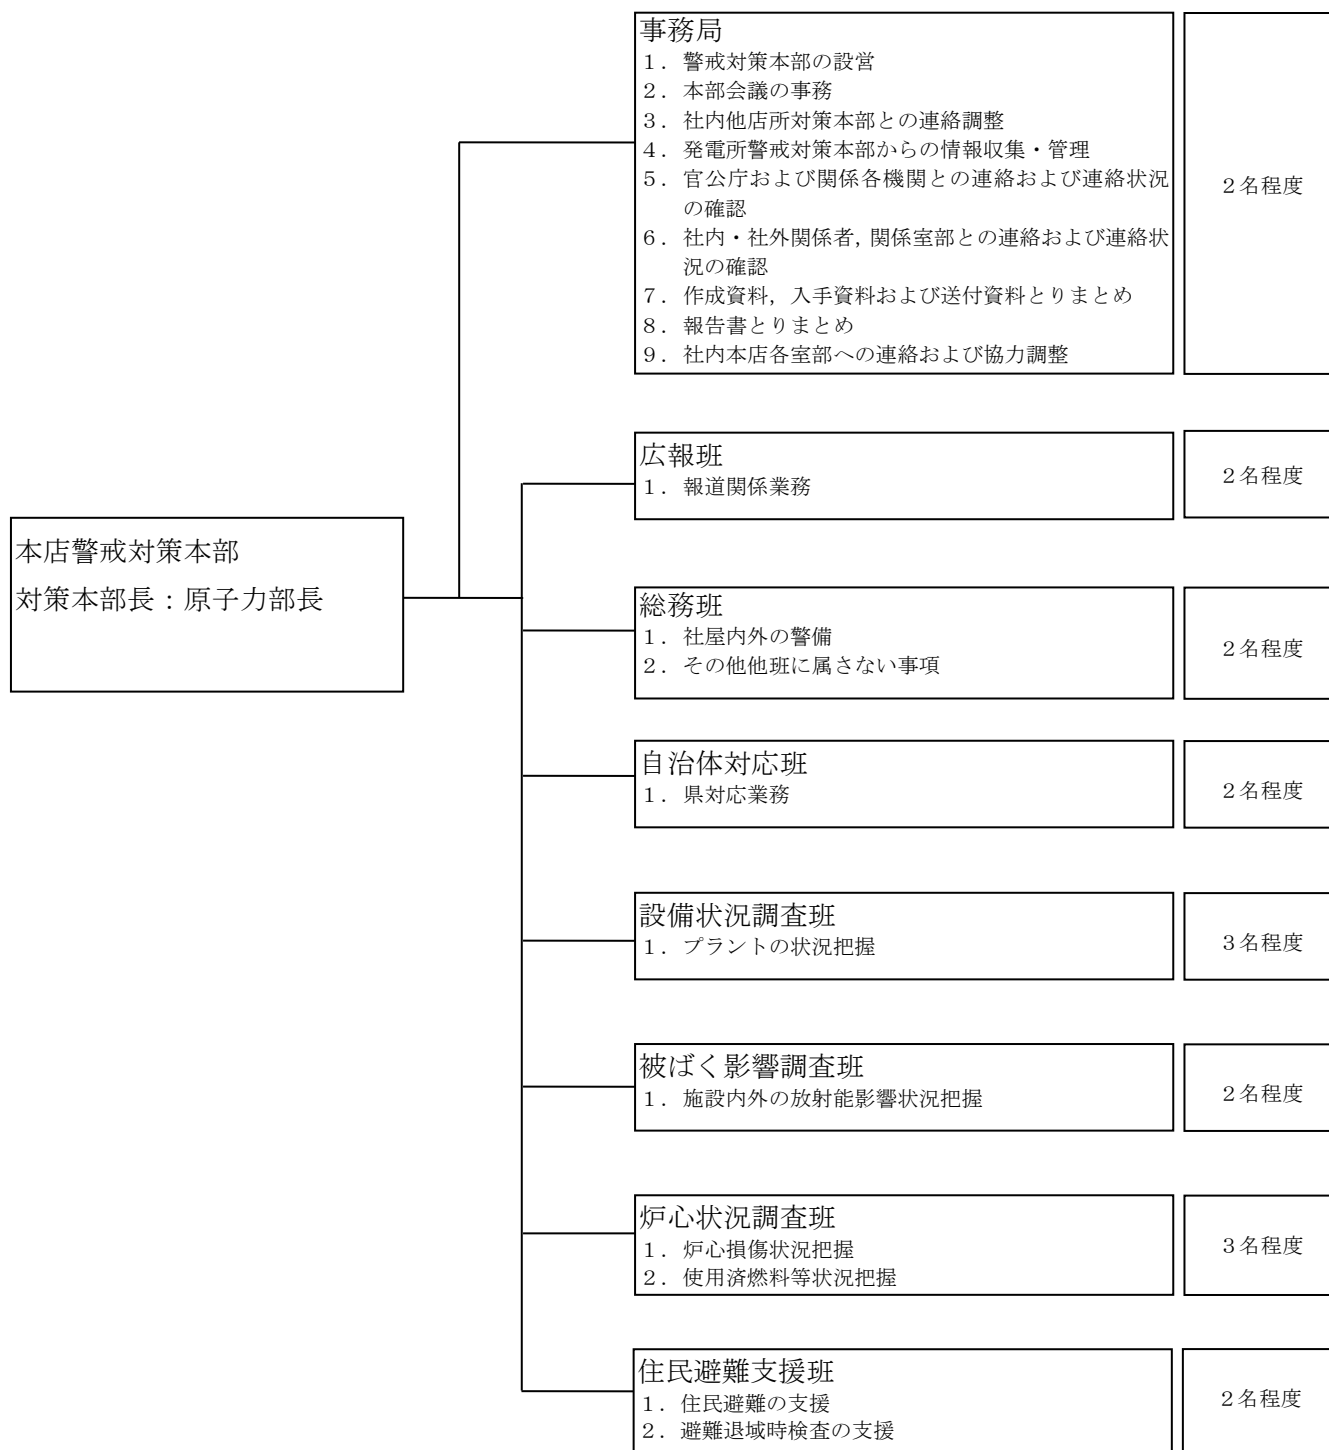 事務局
１．警戒対策本部の設営
２．本部会議の事務
３．社内他店所対策本部との連絡調整
４．発電所警戒対策本部からの情報収集・管理
５．官公庁および関係各機関との連絡および連絡状況
の確認
６．社内・社外関係者，関係室部との連絡および連絡状
況の確認
７．作成資料，入手資料および送付資料とりまとめ
８．報告書とりまとめ
９．社内本店各室部への連絡および協力調整
２名程度
広報班
１．報道関係業務
２名程度
本店警戒対策本部
対策本部長：原子力部長
総務班
１．社屋内外の警備
２．その他他班に属さない事項
２名程度
自治体対応班
１．県対応業務
２名程度
設備状況調査班
１．プラントの状況把握
３名程度
被ばく影響調査班
１．施設内外の放射能影響状況把握
２名程度
炉心状況調査班
１．炉心損傷状況把握
２．使用済燃料等状況把握
３名程度
住民避難支援班
１．住民避難の支援
２．避難退域時検査の支援
２名程度